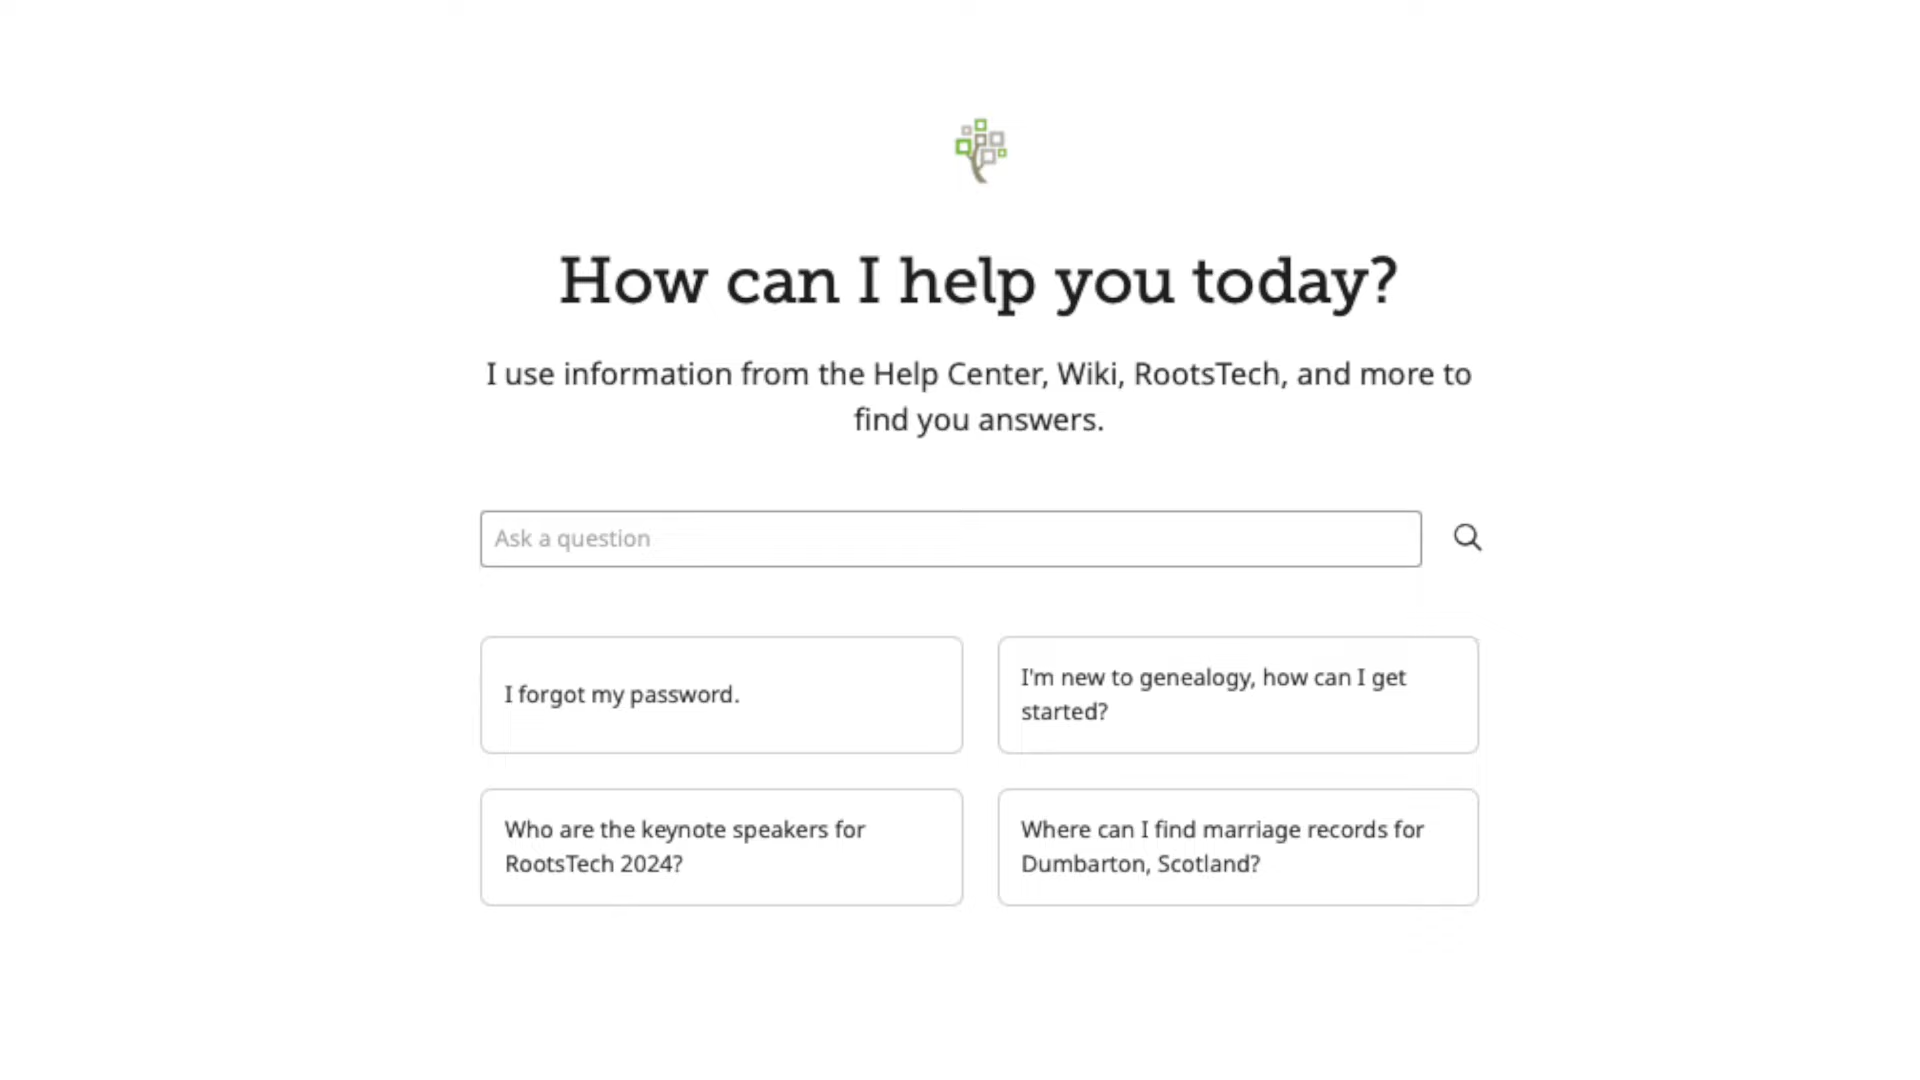 How can I help you today?
I use information from the Help Center, Wiki, RootsTech, and more to
find you answers.
Ask a question
I forgot my password.
I'm new to genealogy, how can I get
started?
Who are the keynote speakers for
RootsTech 2024?
Where can I find marriage records for
Dumbarton, Scotland?